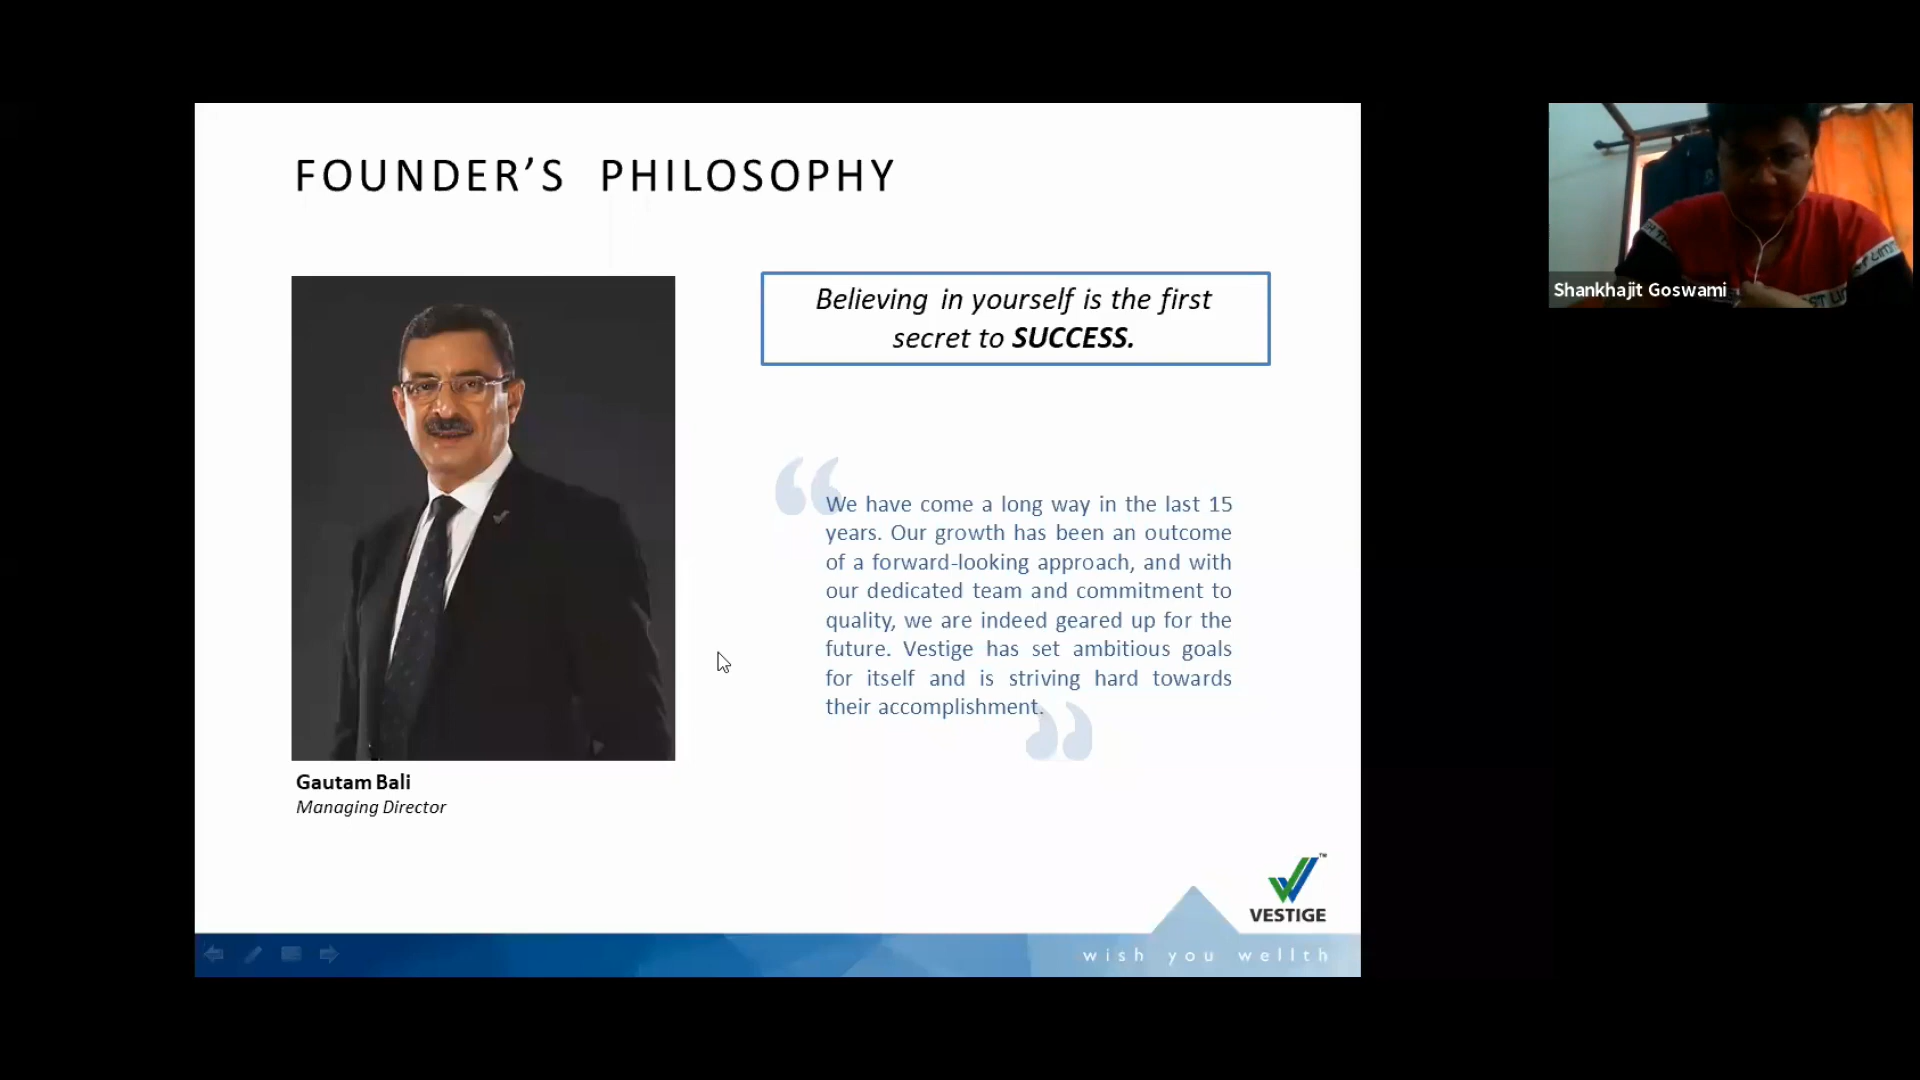 FOUNDER’S PHILOSOPHY
Believing in yourself is the first
secret to SUCCESS.
“
We have come a long way in the last 15
years. Our growth has been an outcome
of a forward-looking approach, and with
our dedicated team and commitment to
quality, we are indeed geared up for the
future. Vestige has set ambitious goals
for itself and is striving hard towards
their accomplishment.
”
Gautam Bali
Managing Director
VESTIGE
TM
wish you wellth
Shankhajit Goswami